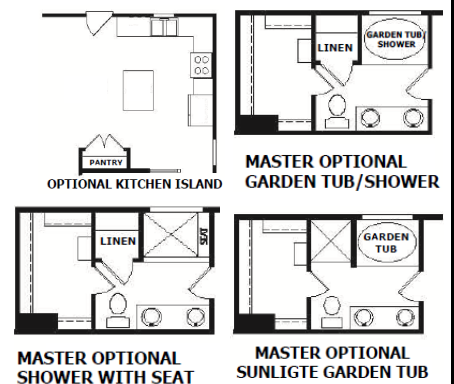 PANTRY
OPTIONAL KITCHEN ISLAND
LINEN
GARDEN TUB/
SHOWER
MASTER OPTIONAL
GARDEN TUB/SHOWER
LINEN
SEAT
MASTER OPTIONAL
SHOWER WITH SEAT
GARDEN
TUB
MASTER OPTIONAL
SUNLIGTE GARDEN TUB